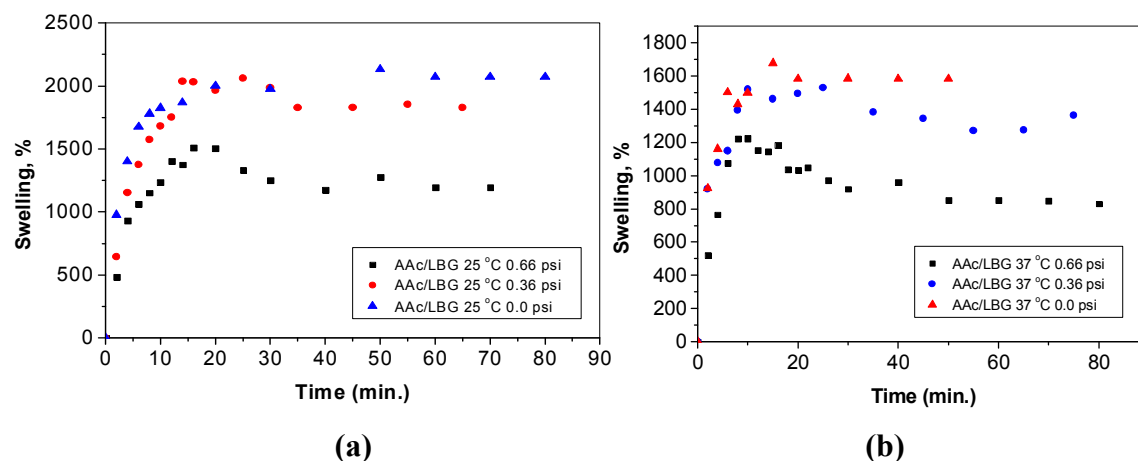 2500
2000
1500
1000
500
0
Swelling, %
AAc/LBG 25 °C 0.66 psi
AAc/LBG 25 °C 0.36 psi
AAc/LBG 25 °C 0.0 psi
0 10 20 30 40 50 60 70 80 90
Time (min.)
(a)
1800
1600
1400
1200
1000
800
600
400
200
0
Swelling, %
AAc/LBG 37 °C 0.66 psi
AAc/LBG 37 °C 0.36 psi
AAc/LBG 37 °C 0.0 psi
0 20 40 60 80
Time (min.)
(b)